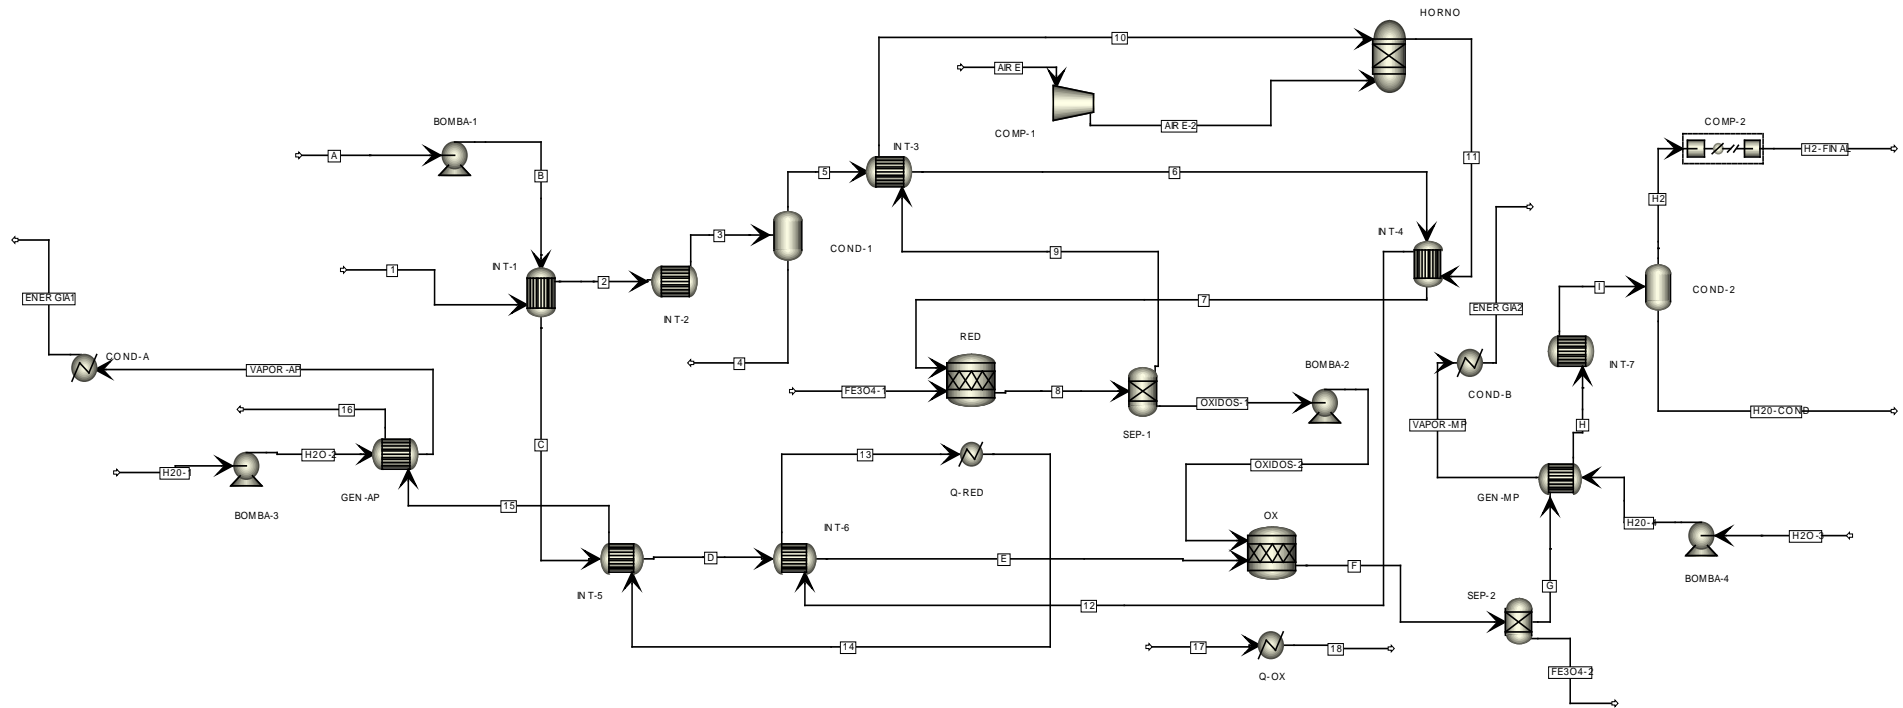 HORNO
10
AIRE
COMP-1
AIRE-2
BOMBA-1
A
B
INT-3
5
6
11
COMP-2
H2-FINAL
H2
3
COND-1
9
INT-4
INT-1
1
2
INT-2
7
ENERGIA1
ENERGIA2
I
COND-2
RED
4
COND-A
VAPOR-AP
FE3O4-1
8
BOMBA-2
COND-B
INT-7
OXIDOS-1
SEP-1
16
VAPOR-MP
H20-COND
H
C
13
H2O-2
H20-1
OXIDOS-2
GEN-AP
Q-RED
GEN-MP
BOMBA-3
15
INT-6
OX
H20-4
H2O-3
D
E
F
BOMBA-4
INT-5
G
SEP-2
12
14
17
18
Q-OX
FE3O4-2